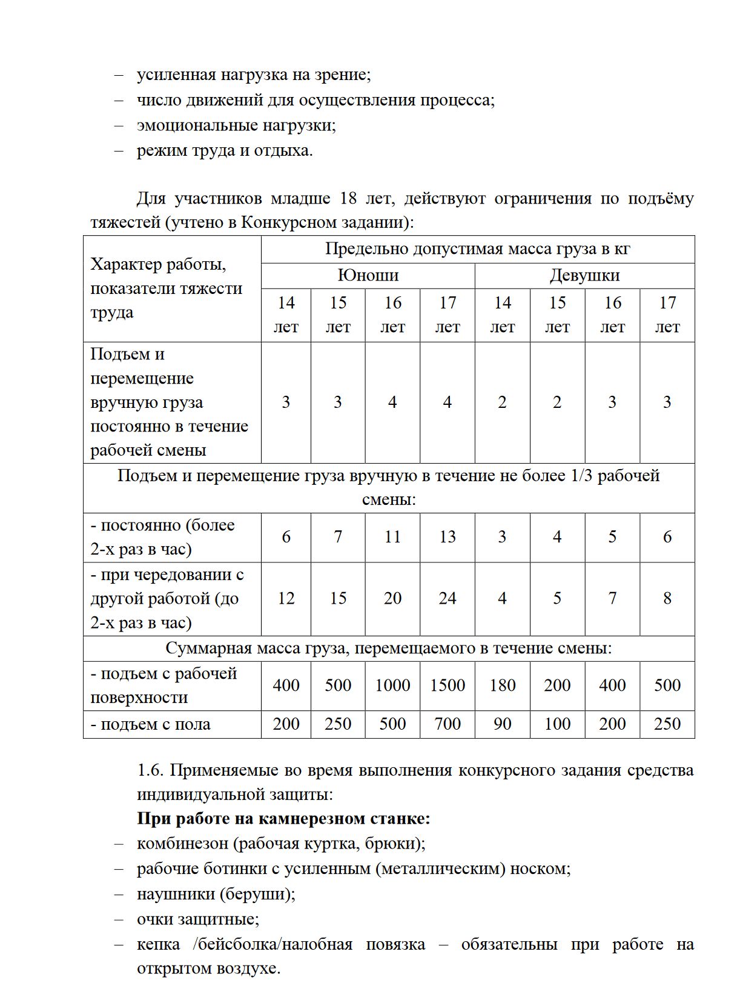 – усиленная нагрузка на зрение;
– число движений для осуществления процесса;
– эмоциональные нагрузки;
– режим труда и отдыха.
Для участников младше 18 лет, действуют ограничения по подъёму
тяжестей (учтено в Конкурсном задании):
Характер работы,
показатели тяжести
труда
Предельно допустимая масса груза в кг
Юноши Девушки
14 15 16 17 14 15 16 17
лет лет лет лет лет лет лет лет
Подъем и
перемещение
вручную груза
постоянно в течение
рабочей смены
3 3 4 4 2 2 3 3
Подъем и перемещение груза вручную в течение не более 1/3 рабочей
смены:
- постоянно (более
2-х раз в час)
6 7 11 13 3 4 5 6
- при чередовании с
другой работой (до
2-х раз в час)
12 15 20 24 4 5 7 8
Суммарная масса груза, перемещаемого в течение смены:
- подъем с рабочей
поверхности
400 500 1000 1500 180 200 400 500
- подъем с пола 200 250 500 700 90 100 200 250
1.6. Применяемые во время выполнения конкурсного задания средства
индивидуальной защиты:
При работе на камнерезном станке:
– комбинезон (рабочая куртка, брюки);
– рабочие ботинки с усиленным (металлическим) носком;
– наушники (беруши);
– очки защитные;
– кепка /бейсболка/налобная повязка – обязательны при работе на
открытом воздухе.